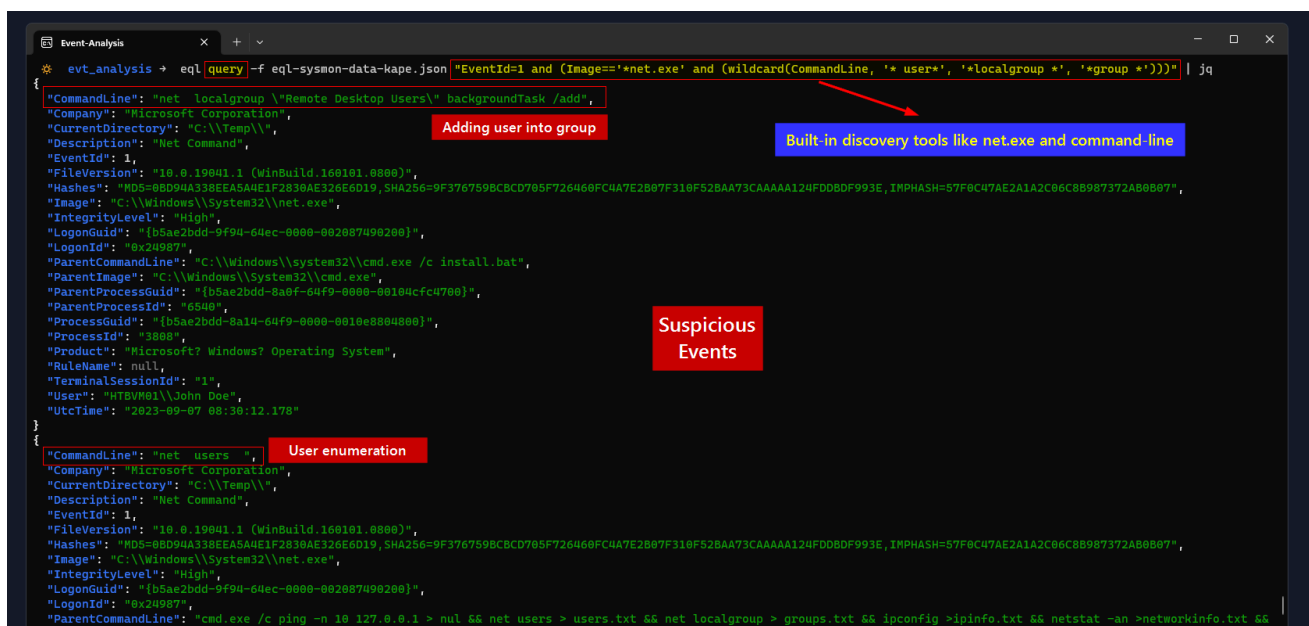 Event-Analysis
evt_analysis → eql query -f eql-sysmon-data-kape.json "EventId=1 and (Image=='*net.exe' and (wildcard(CommandLine, '* user*', '*localgroup *', '*group *')))" | jq
{
"CommandLine": "net  localgroup \"Remote Desktop Users\" backgroundTask /add",
"Company": "Microsoft Corporation",
Adding user into group
Built-in discovery tools like net.exe and command-line
"CurrentDirectory": "C:\\Temp\\",
"Description": "Net Command",
"EventId": 1,
"FileVersion": "10.0.19041.1 (WinBuild.160101.0800)",
"Hashes": "MD5=0BD94A338EEA5A4E1F2830AE326E6D19,SHA256=9F376759BCBCD705F726460FC4A7E2B07F310F52BAA73CAAAAA124FDDBDF993E,IMPHASH=57F0C47AE2A1A2C06C8B987372AB0B07",
"Image": "C:\\Windows\\System32\\net.exe",
"IntegrityLevel": "High",
"LogonGuid": "{b5ae2bdd-9f94-64ec-0000-002087490200}",
"LogonId": "0x24987",
"ParentCommandLine": "C:\\Windows\\system32\\cmd.exe /c install.bat",
"ParentImage": "C:\\Windows\\System32\\cmd.exe",
"ParentProcessGuid": "{b5ae2bdd-8a0f-64f9-0000-00104cfc4700}",
"ParentProcessId": "6540",
"ProcessGuid": "{b5ae2bdd-8a14-64f9-0000-0010e8804800}",
"ProcessId": "3808",
Suspicious
Events
"Product": "Microsoft? Windows? Operating System",
"RuleName": null,
"TerminalSessionId": "1",
"User": "HTBVM01\\John Doe",
"UtcTime": "2023-09-07 08:30:12.178"
}
{
"CommandLine": "net  users  ",
User enumeration
"Company": "Microsoft Corporation",
"CurrentDirectory": "C:\\Temp\\",
"Description": "Net Command",
"EventId": 1,
"FileVersion": "10.0.19041.1 (WinBuild.160101.0800)",
"Hashes": "MD5=0BD94A338EEA5A4E1F2830AE326E6D19,SHA256=9F376759BCBCD705F726460FC4A7E2B07F310F52BAA73CAAAAA124FDDBDF993E,IMPHASH=57F0C47AE2A1A2C06C8B987372AB0B07",
"Image": "C:\\Windows\\System32\\net.exe",
"IntegrityLevel": "High",
"LogonGuid": "{b5ae2bdd-9f94-64ec-0000-002087490200}",
"LogonId": "0x24987",
"ParentCommandLine": "cmd.exe /c ping -n 10 127.0.0.1 > nul && net users > users.txt && net localgroup > groups.txt && ipconfig >ipinfo.txt && netstat -an >networkinfo.txt &&